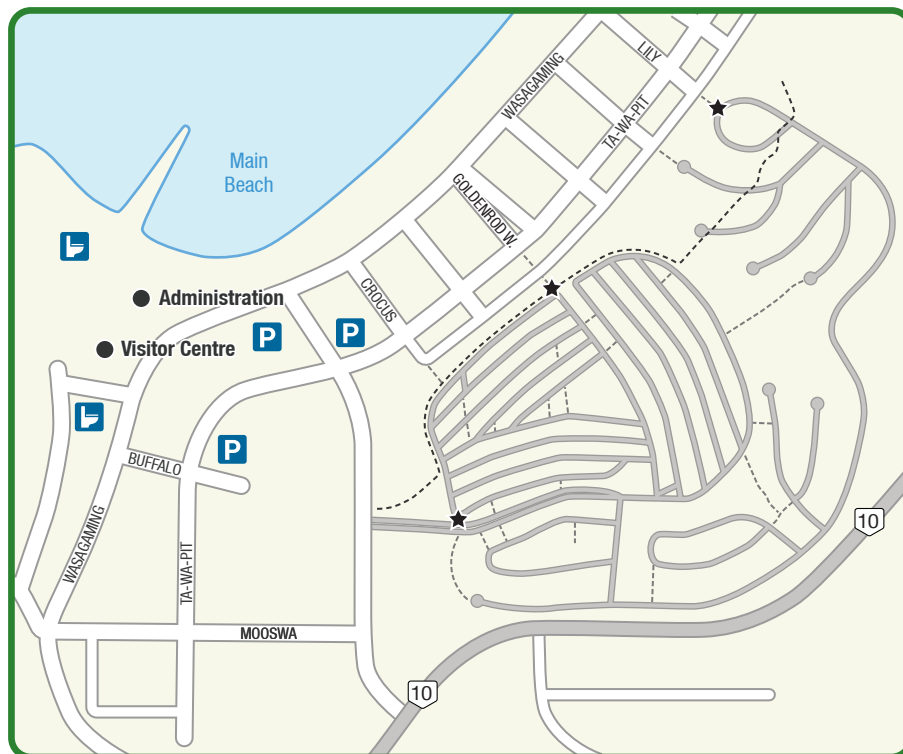 LILY
WASAGAMING
TA-WA-PIT
Main
Beach
GOLDENROD W.
Administration
CROCUS
P
P
Visitor Centre
P
BUFFALO
10
WASAGAMING
TA-WA-PIT
MOOSWA
10